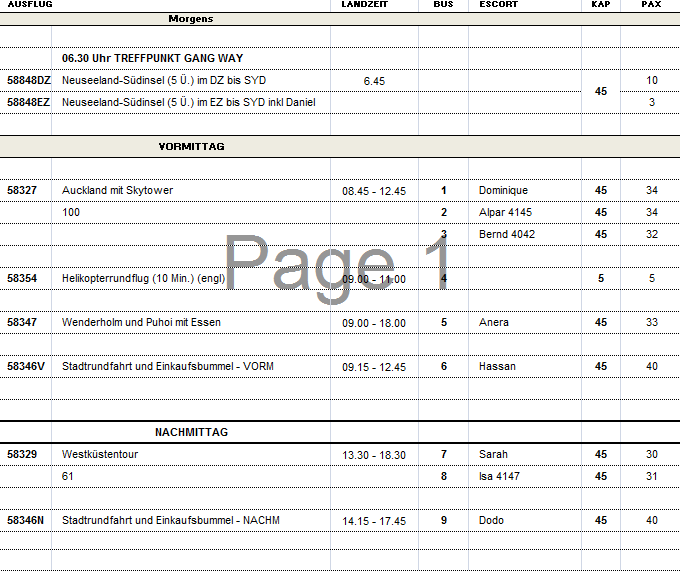 AUSFLUG LANDZEIT BUS ESCORT KAP PAX
Morgens
06.30 Uhr TREFFPUNKT GANG WAY
58848DZ Neuseeland-Südinsel (5 Ü.) im DZ bis SYD 6.45 45 10
58848EZ Neuseeland-Südinsel (5 Ü.) im EZ bis SYD inkl Daniel 3
VORMITTAG
58327 Auckland mit Skytower 08.45 - 12.45 1 Dominique 45 34
100 2 Alpar 4145 45 34
3 Bernd 4042 45 32
Page 1
58354 Helikopterrundflug (10 Min.) (engl) 09.00 - 11.00 4 5 5
58347 Wenderholm und Puhoi mit Essen 09.00 - 18.00 5 Anera 45 33
58346V Stadtrundfahrt und Einkaufsbummel - VORM 09.15 - 12.45 6 Hassan 45 40
NACHMITTAG
58329 Westküstentour 13.30 - 18.30 7 Sarah 45 30
61 8 Isa 4147 45 31
58346N Stadtrundfahrt und Einkaufsbummel - NACHM 14.15 - 17.45 9 Dodo 45 40